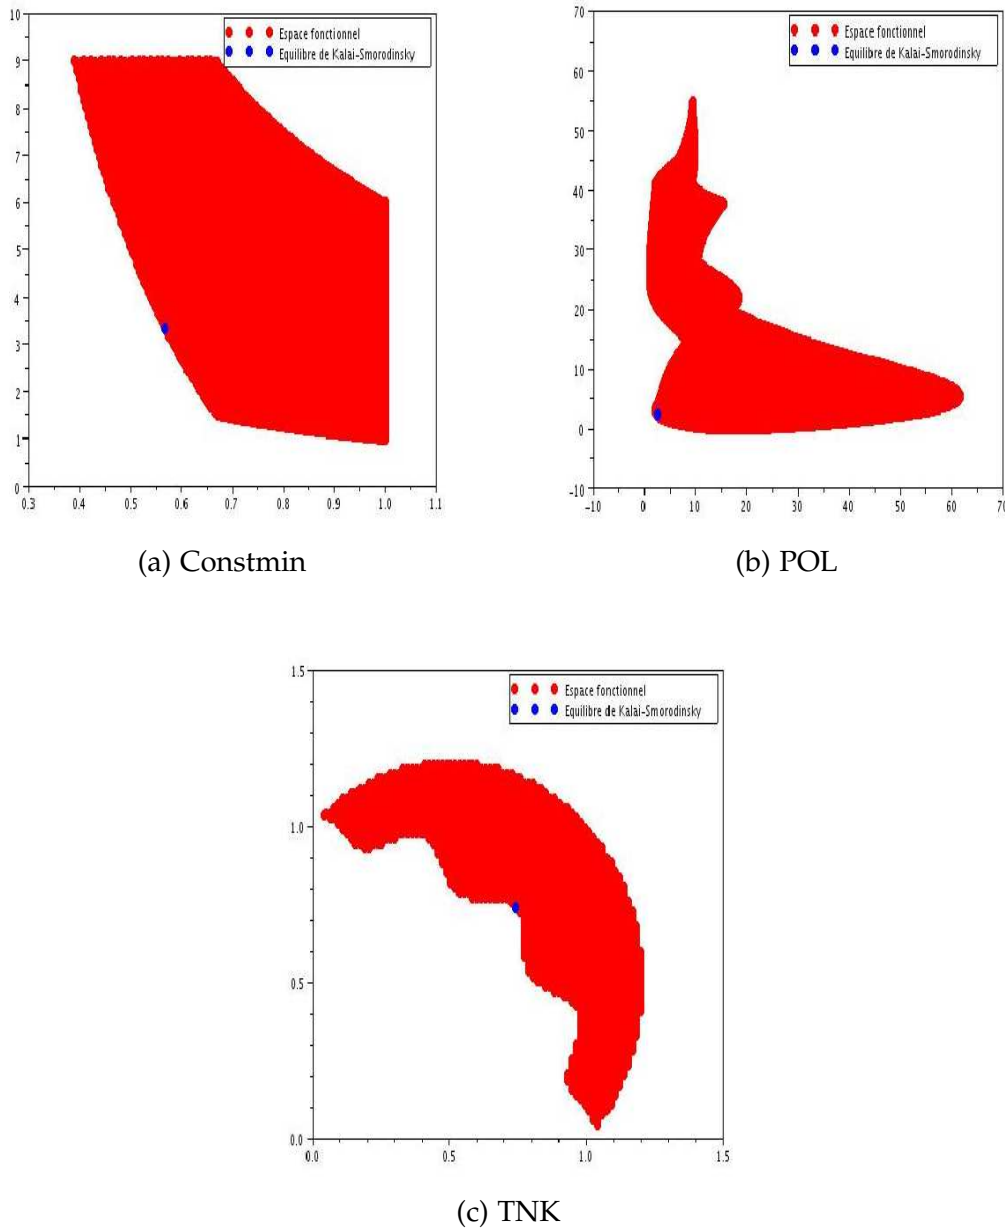 10
9
8
7
6
5
4
3
2
1
0
0.3 0.4 0.5 0.6 0.7 0.8 0.9 1.0 1.1
Espace fonctionnel
Equilibre de Kalai-Smorodinsky
(a) Constmin
70
60
50
40
30
20
10
0
-10
-10 0 10 20 30 40 50 60 70
Espace fonctionnel
Equilibre de Kalai-Smorodinsky
(b) POL
1.5
1.0
0.5
0.0
0.0 0.5 1.0 1.5
Espace fonctionnel
Equilibre de Kalai-Smorodinsky
(c) TNK